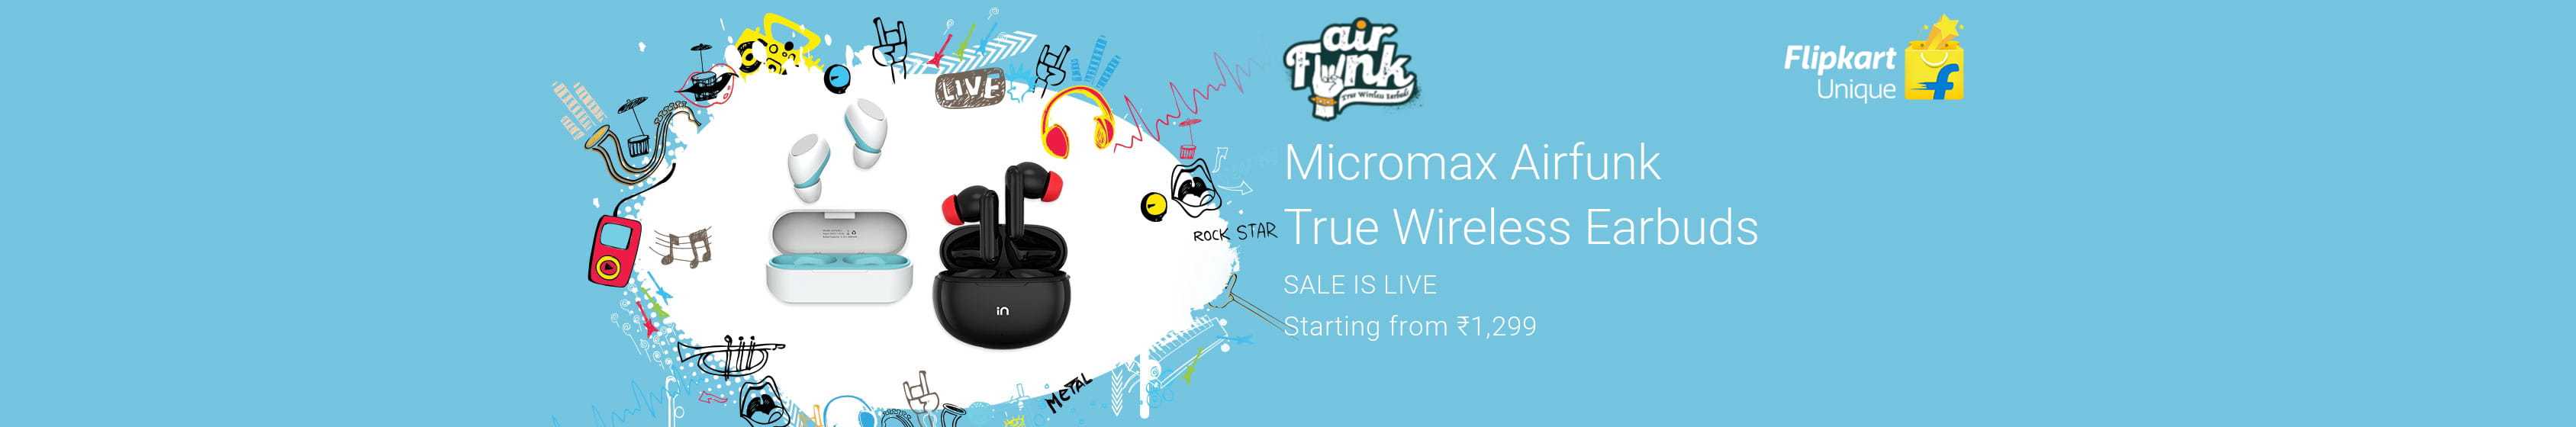 LIVE
air
Funk
True Wireless Earbuds
Flipkart
Unique
Micromax Airfunk
True Wireless Earbuds
ROCK STAR
SALE IS LIVE
Starting from ₹1,299
in
METAL